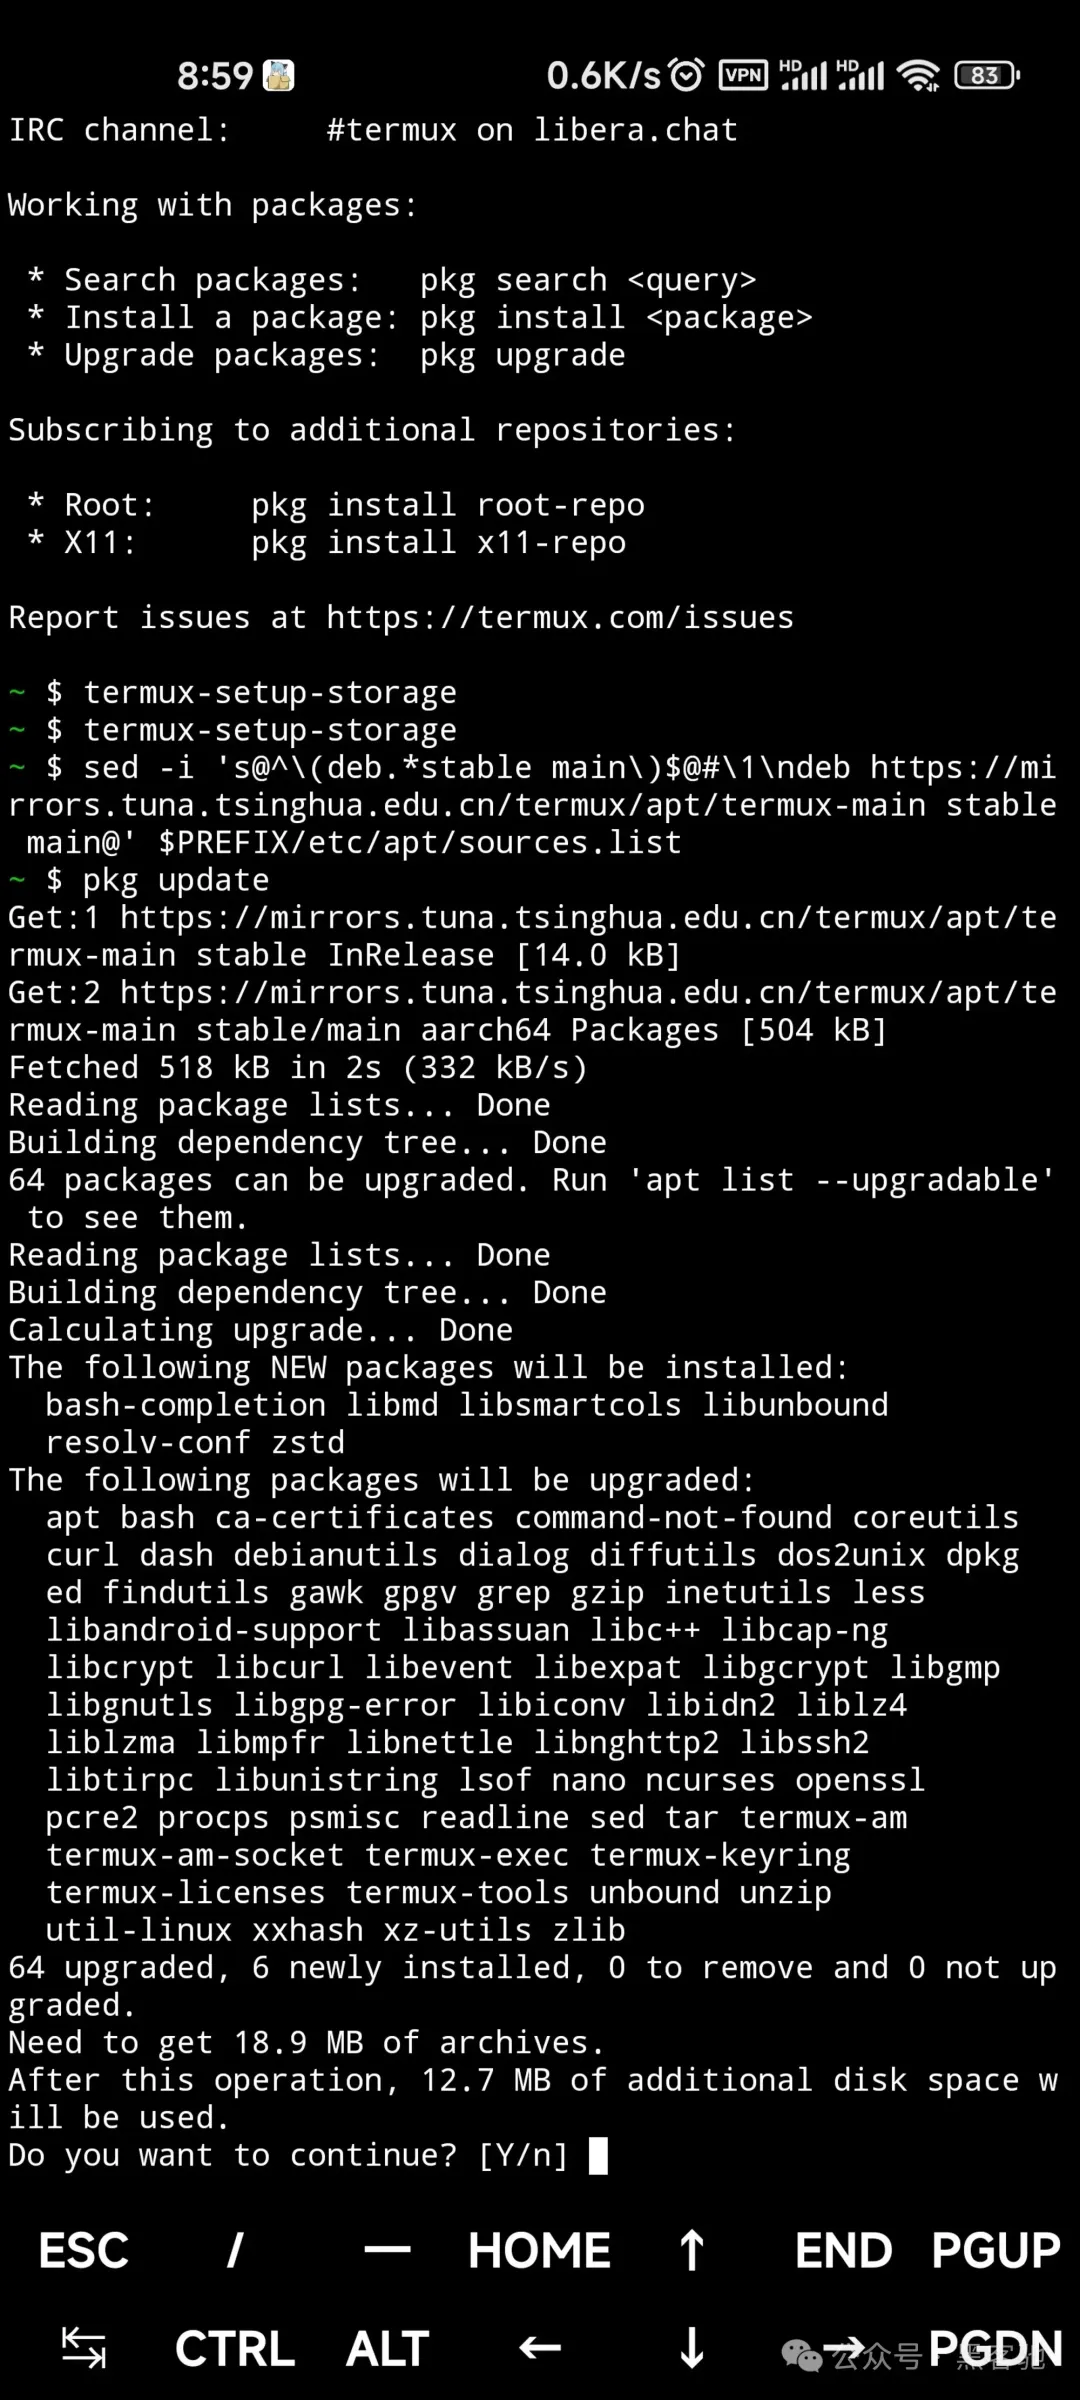 8:59 0.6K/s VPN HD HD 83
IRC channel:     #termux on libera.chat
Working with packages:
 * Search packages:   pkg search <query>
 * Install a package: pkg install <package>
 * Upgrade packages:  pkg upgrade
Subscribing to additional repositories:
 * Root:     pkg install root-repo
 * X11:      pkg install x11-repo
Report issues at https://termux.com/issues
~ $ termux-setup-storage
~ $ termux-setup-storage
~ $ sed -i 's@^\(deb.*stable main\)$@#\1\ndeb https://mi
rrors.tuna.tsinghua.edu.cn/termux/apt/termux-main stable
 main@' $PREFIX/etc/apt/sources.list
~ $ pkg update
Get:1 https://mirrors.tuna.tsinghua.edu.cn/termux/apt/te
rmux-main stable InRelease [14.0 kB]
Get:2 https://mirrors.tuna.tsinghua.edu.cn/termux/apt/te
rmux-main stable/main aarch64 Packages [504 kB]
Fetched 518 kB in 2s (332 kB/s)
Reading package lists... Done
Building dependency tree... Done
64 packages can be upgraded. Run 'apt list --upgradable'
 to see them.
Reading package lists... Done
Building dependency tree... Done
Calculating upgrade... Done
The following NEW packages will be installed:
  bash-completion libmd libsmartcols libunbound
  resolv-conf zstd
The following packages will be upgraded:
  apt bash ca-certificates command-not-found coreutils
  curl dash debianutils dialog diffutils dos2unix dpkg
  ed findutils gawk gpgv grep gzip inetutils less
  libandroid-support libassuan libc++ libcap-ng
  libcrypt libcurl libevent libexpat libgcrypt libgmp
  libgnutls libgpg-error libiconv libidn2 liblz4
  liblzma libmpfr libnettle libnghttp2 libssh2
  libtirpc libunistring lsof nano ncurses openssl
  pcre2 procps psmisc readline sed tar termux-am
  termux-am-socket termux-exec termux-keyring
  termux-licenses termux-tools unbound unzip
  util-linux xxhash xz-utils zlib
64 upgraded, 6 newly installed, 0 to remove and 0 not up
graded.
Need to get 18.9 MB of archives.
After this operation, 12.7 MB of additional disk space w
ill be used.
Do you want to continue? [Y/n]
ESC / — HOME ↑ END PGUP
↹ CTRL ALT ← ↓ → PGDN
公众号 · 黑客驰